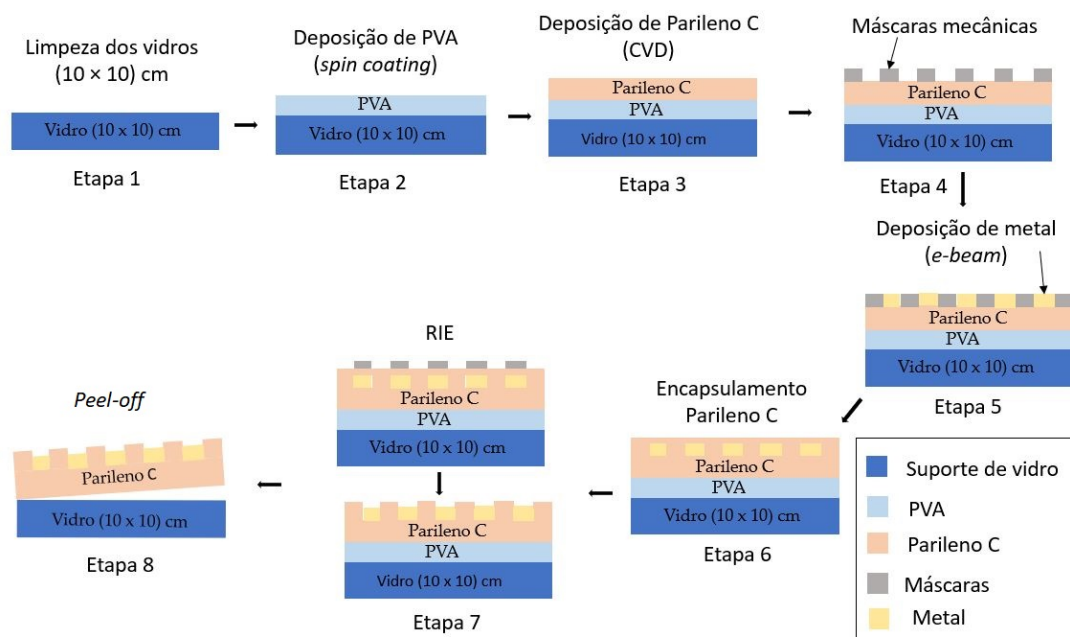 Limpeza dos vidros
(10 × 10) cm
Vidro (10 x 10) cm
Etapa 1
Deposição de PVA
(spin coating)
PVA
Vidro (10 x 10) cm
Etapa 2
Deposição de Parileno C
(CVD)
Parileno C
PVA
Vidro (10 x 10) cm
Etapa 3
Máscaras mecânicas
Parileno C
PVA
Vidro (10 x 10) cm
Etapa 4
Deposição de metal
(e-beam)
Parileno C
PVA
Vidro (10 x 10) cm
Etapa 5
Encapsulamento
Parileno C
Parileno C
PVA
Vidro (10 x 10) cm
Etapa 6
RIE
Parileno C
PVA
Vidro (10 x 10) cm
Parileno C
PVA
Vidro (10 x 10) cm
Etapa 7
Peel-off
Parileno C
Vidro (10 x 10) cm
Etapa 8
Suporte de vidro
PVA
Parileno C
Máscaras
Metal